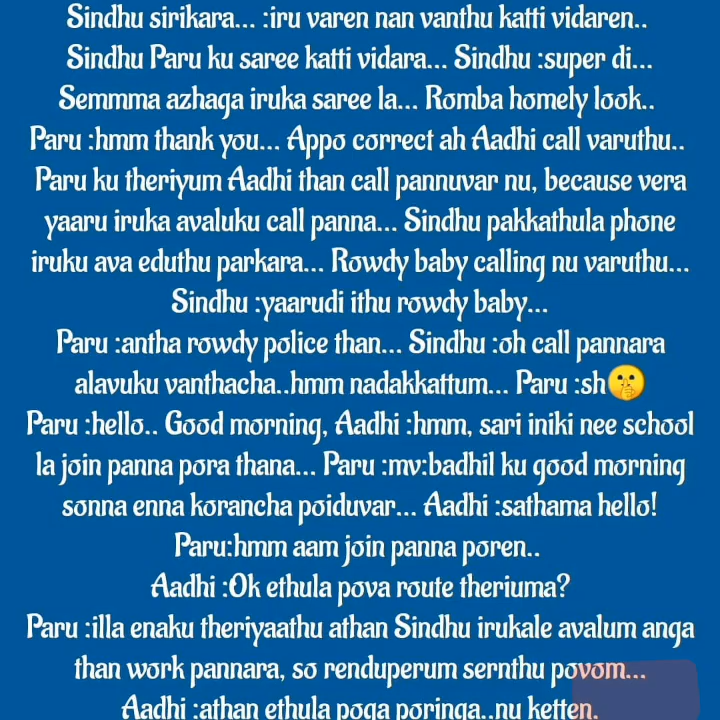 Sindhu sirikara... :iru varen nan vanthu katti vidaren..
Sindhu Paru ku saree katti vidara... Sindhu :super di...
Semmma azhaga iruka saree la... Romba homely look..
Paru :hmm thank you... Appo correct ah Aadhi call varuthu..
Paru ku theriyum Aadhi than call pannuvar nu, because vera
yaaru iruka avaluku call panna... Sindhu pakkathula phone
iruku ava eduthu parkara... Rowdy baby calling nu varuthu...
Sindhu :yaarudi ithu rowdy baby...
Paru :antha rowdy police than... Sindhu :oh call pannara
alavuku vanthacha..hmm nadakkattum... Paru :sh🤫
Paru :hello.. Good morning, Aadhi :hmm, sari iniki nee school
la join panna pora thana... Paru :mv:badhil ku good morning
sonna enna korancha poiduvar... Aadhi :sathama hello!
Paru:hmm aam join panna poren..
Aadhi :Ok ethula pova route theriuma?
Paru :illa enaku theriyaathu athan Sindhu irukale avalum anga
than work pannara, so renduperum sernthu povom...
Aadhi :athan ethula poga poringa..nu ketten.